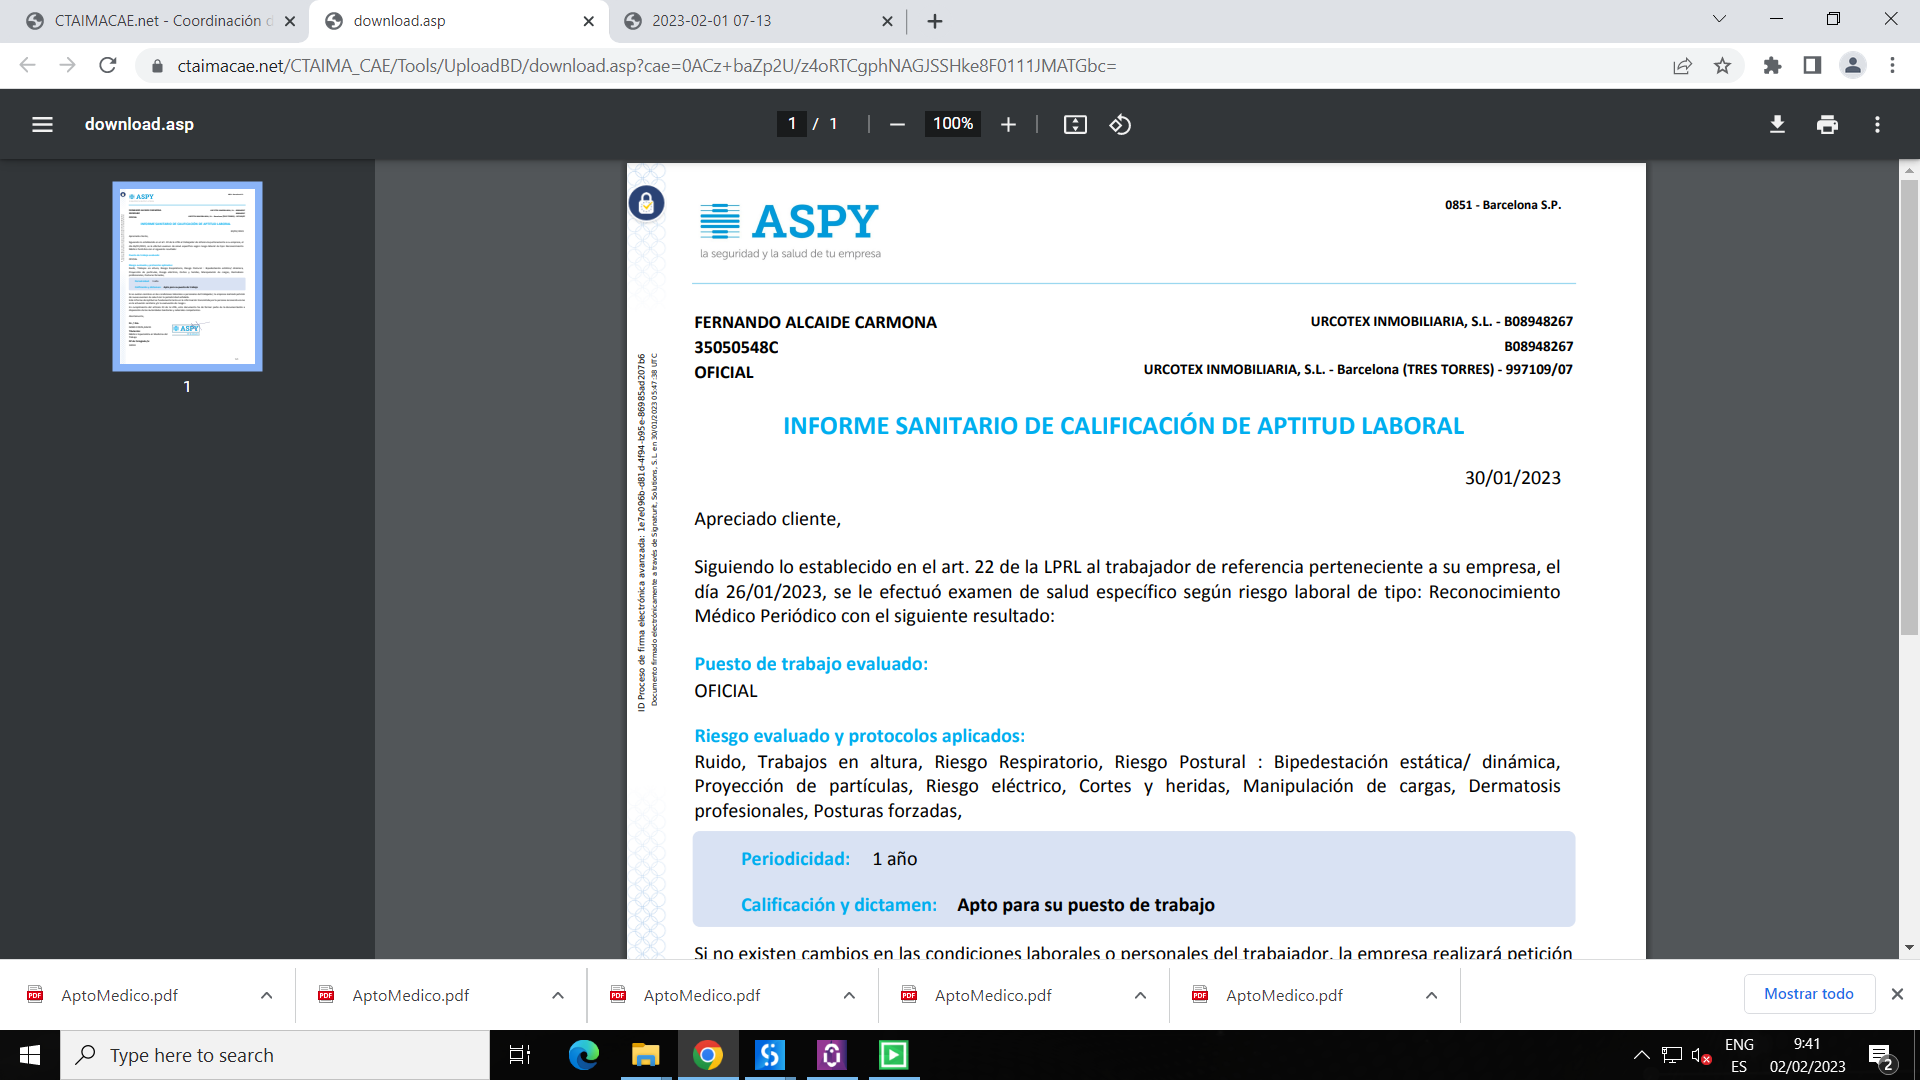 CTAIMACAE.net - Coordinación d
download.asp
2023-02-01 07-13
ctaimacae.net/CTAIMA_CAE/Tools/UploadBD/download.asp?cae=0ACz+baZp2U/z4oRTCgphNAGJSSHke8F0111JMATGbc=
download.asp
1 / 1
100%
1
ASPY
la seguridad y la salud de tu empresa
0851 - Barcelona S.P.
FERNANDO ALCAIDE CARMONA
35050548C
OFICIAL
URCOTEX INMOBILIARIA, S.L. - B08948267
B08948267
URCOTEX INMOBILIARIA, S.L. - Barcelona (TRES TORRES) - 997109/07
ID Proceso de firma electrónica avanzada: 1e7e096b-d81d-4f94-b95e-86985ad207b6
Documento firmado electrónicamente a través de Signaturit. Solutions, S.L. en 30/01/2023 05:47:38 UTC
INFORME SANITARIO DE CALIFICACIÓN DE APTITUD LABORAL
30/01/2023
Apreciado cliente,
Siguiendo lo establecido en el art. 22 de la LPRL al trabajador de referencia perteneciente a su empresa, el
día 26/01/2023, se le efectuó examen de salud específico según riesgo laboral de tipo: Reconocimiento
Médico Periódico con el siguiente resultado:
Puesto de trabajo evaluado:
OFICIAL
Riesgo evaluado y protocolos aplicados:
Ruido, Trabajos en altura, Riesgo Respiratorio, Riesgo Postural : Bipedestación estática/ dinámica,
Proyección de partículas, Riesgo eléctrico, Cortes y heridas, Manipulación de cargas, Dermatosis
profesionales, Posturas forzadas,
Periodicidad: 1 año
Calificación y dictamen: Apto para su puesto de trabajo
Si no existen cambios en las condiciones laborales o personales del trabajador, la empresa realizará petición
AptoMedico.pdf
AptoMedico.pdf
AptoMedico.pdf
AptoMedico.pdf
AptoMedico.pdf
Mostrar todo
Type here to search
ENG
ES
9:41
02/02/2023
2